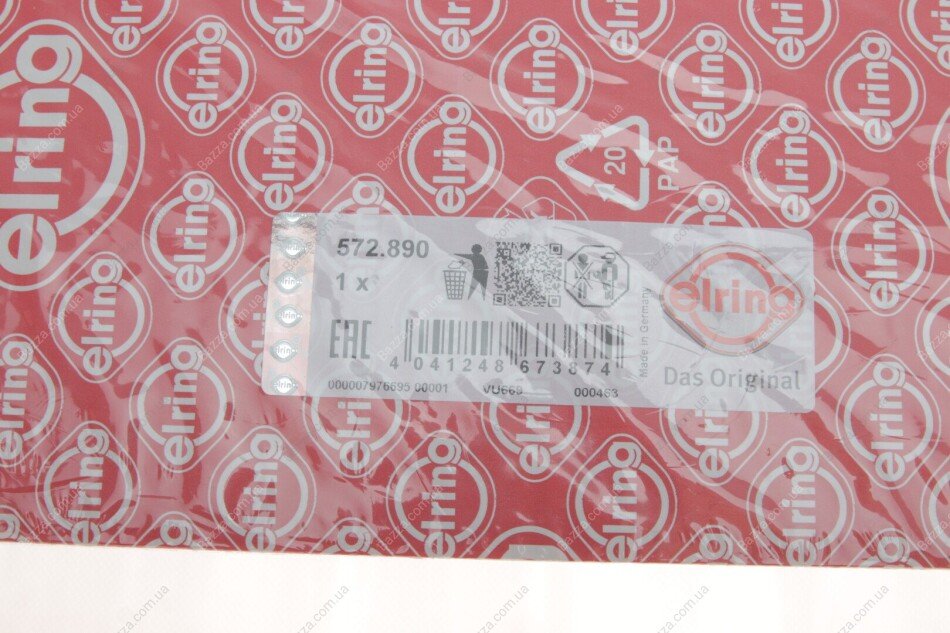 elring
20
PAP
572.890
1 x
EAC
4 041248 673874
000007976695 00001
000463
Made in Germany
elring
Das Original
Bazza.com.ua